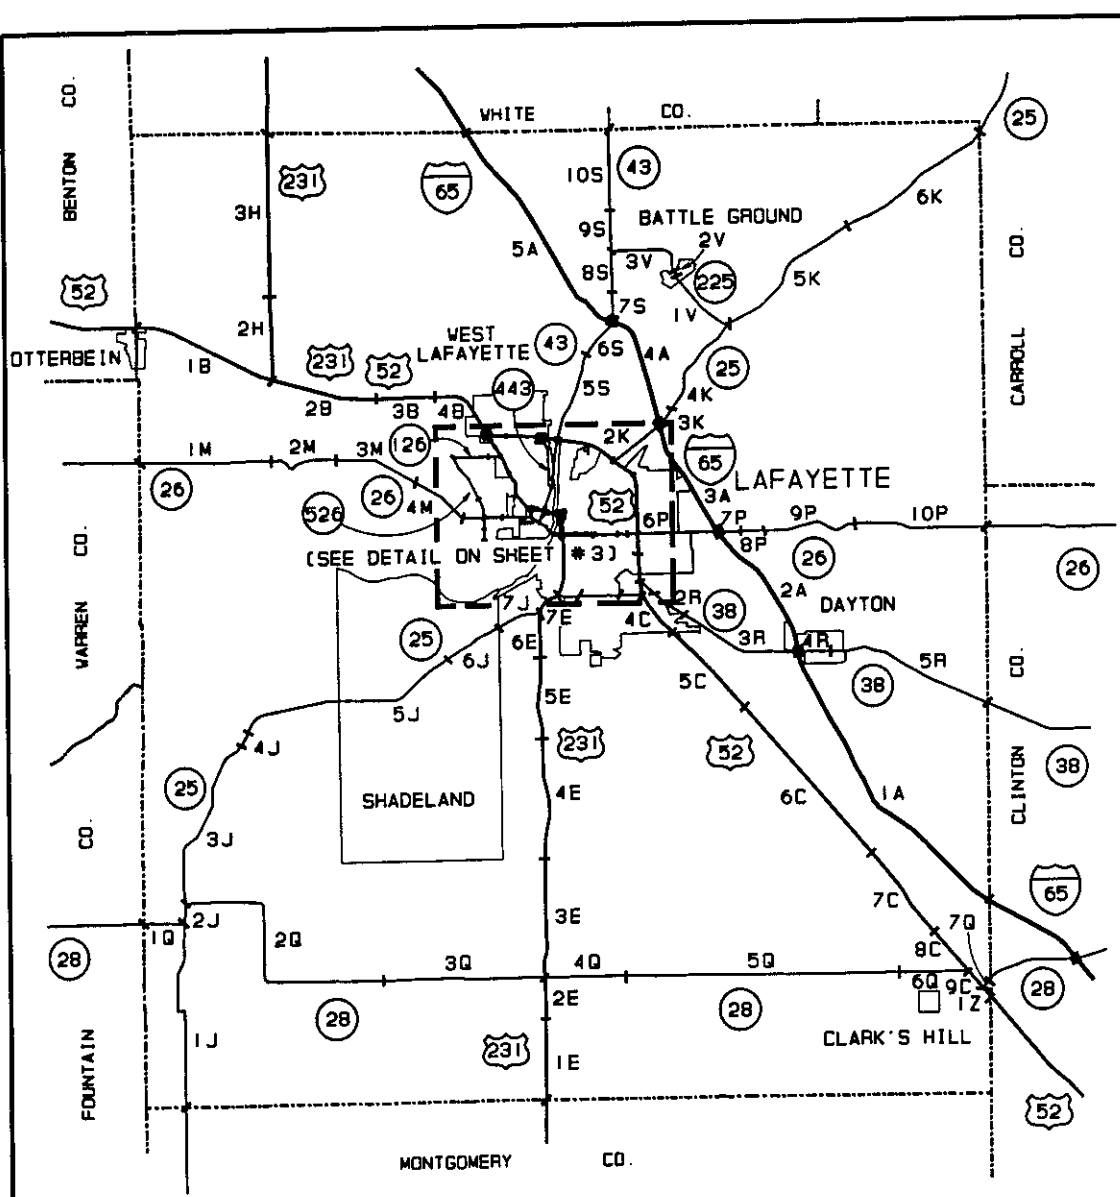 WHITE CO.
BENTON CO.
25
231
65
43
10S
3H
6K
BATTLE GROUND
9S
2V
5A
3V
CO.
8S
225
5K
52
7S
1V
2H
WEST
LAFAYETTE
43
6S
4A
OTTERBEIN
1B
231
52
25
CARROLL
443
5S
4K
2B
3B
4B
3K
2K
1M
2M
3M
126
65
LAFAYETTE
26
26
3A
4M
52
526
6P
7P
9P
10P
8P
(SEE DETAIL ON SHEET #3)
26
26
WARREN CO.
2A
7J
2R
38
DAYTON
25
7E
4C
6E
3R
4R
6J
5R
CO.
5C
38
5J
5E
4J
231
52
38
25
SHADELAND
4E
6C
1A
CLINTON
3J
CO.
65
7C
2J
3E
7Q
1Q
2Q
8C
28
3Q
4Q
5Q
6Q
9C
28
2E
1Z
28
28
1J
CLARK'S HILL
231
1E
FOUNTAIN
52
MONTGOMERY CO.